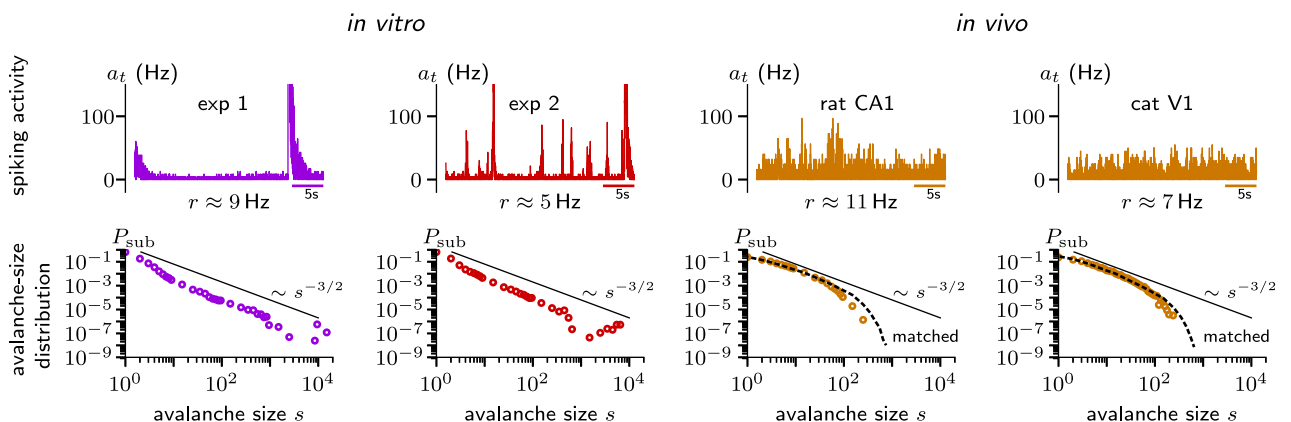 in vitro
in vivo
spiking activity
a_t (Hz)
100
0
exp 1
5s
r ≈ 9 Hz
a_t (Hz)
100
0
exp 2
5s
r ≈ 5 Hz
a_t (Hz)
100
0
rat CA1
5s
r ≈ 11 Hz
a_t (Hz)
100
0
cat V1
5s
r ≈ 7 Hz
avalanche-size
distribution
P_sub
10^{-1}
10^{-3}
10^{-5}
10^{-7}
10^{-9}
∼ s^{-3/2}
10^0
10^2
10^4
avalanche size s
P_sub
10^{-1}
10^{-3}
10^{-5}
10^{-7}
10^{-9}
∼ s^{-3/2}
10^0
10^2
10^4
avalanche size s
P_sub
10^{-1}
10^{-3}
10^{-5}
10^{-7}
10^{-9}
∼ s^{-3/2}
matched
10^0
10^2
10^4
avalanche size s
P_sub
10^{-1}
10^{-3}
10^{-5}
10^{-7}
10^{-9}
∼ s^{-3/2}
matched
10^0
10^2
10^4
avalanche size s